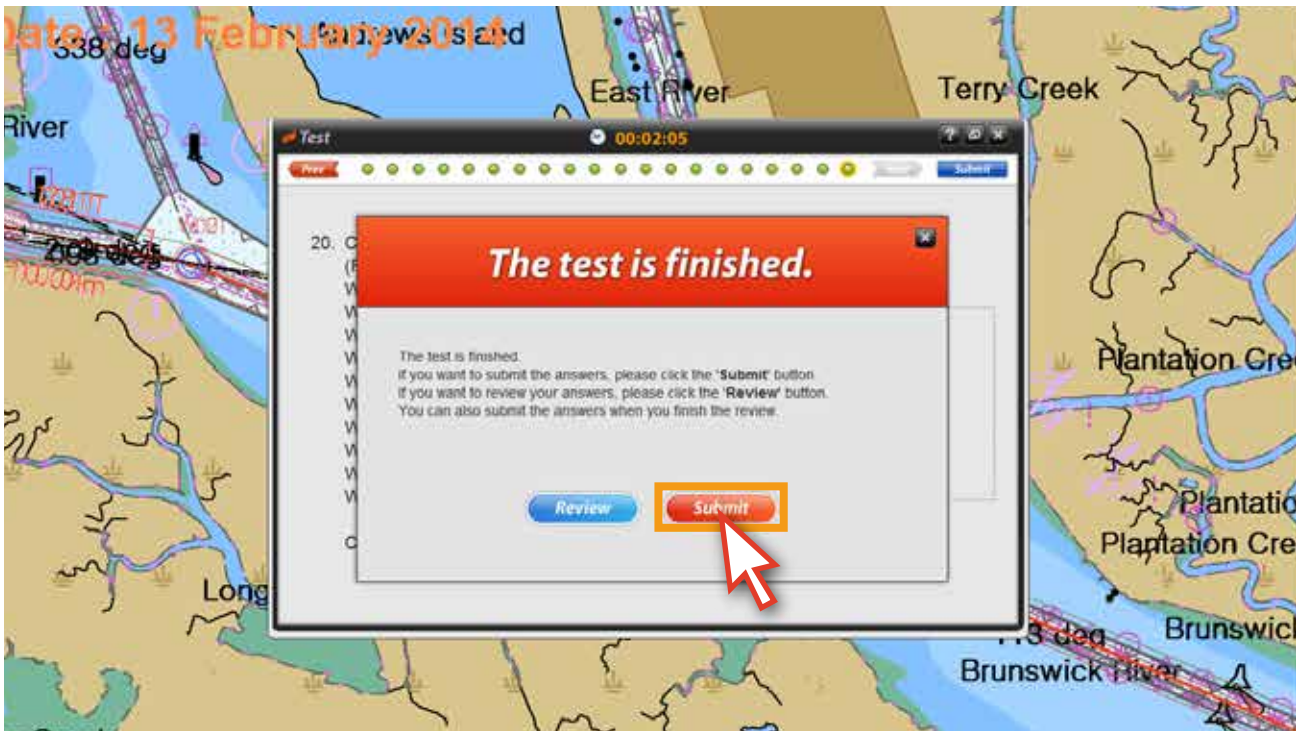 Date : 13 February 2014
338 deg
Andrews Island
East River
Terry Creek
River
Test
00:02:05
Prev
Submit
20. C
(F
W
W
W
W
W
W
W
W
W
W
C
The test is finished.
The test is finished.
If you want to submit the answers, please click the 'Submit' button.
If you want to review your answers, please click the 'Review' button.
You can also submit the answers when you finish the review.
Review
Submit
Plantation Cre
Plantatio
Plantation Cre
Long
113 deg
Brunswic
Brunswick River